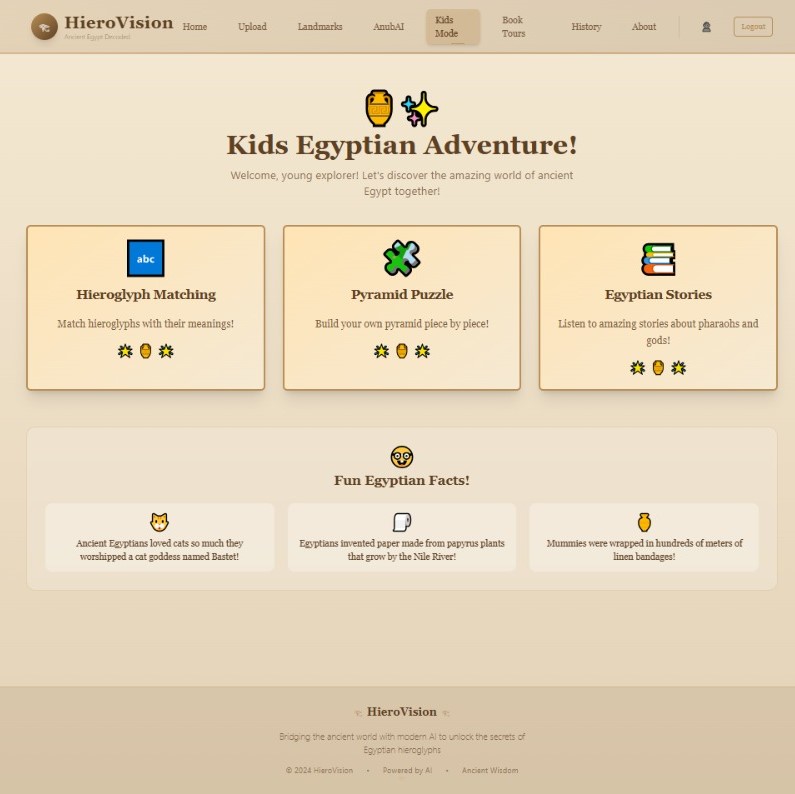 HieroVision
Ancient Egypt Decoded
Home
Upload
Landmarks
AnubAI
Kids
Mode
Book
Tours
History
About
Logout
Kids Egyptian Adventure!
Welcome, young explorer! Let's discover the amazing world of ancient
Egypt together!
abc
Hieroglyph Matching
Match hieroglyphs with their meanings!
Pyramid Puzzle
Build your own pyramid piece by piece!
Egyptian Stories
Listen to amazing stories about pharaohs and
gods!
Fun Egyptian Facts!
Ancient Egyptians loved cats so much they
worshipped a cat goddess named Bastet!
Egyptians invented paper made from papyrus plants
that grow by the Nile River!
Mummies were wrapped in hundreds of meters of
linen bandages!
HieroVision
Bridging the ancient world with modern AI to unlock the secrets of
Egyptian hieroglyphs
© 2024 HieroVision • Powered by AI • Ancient Wisdom